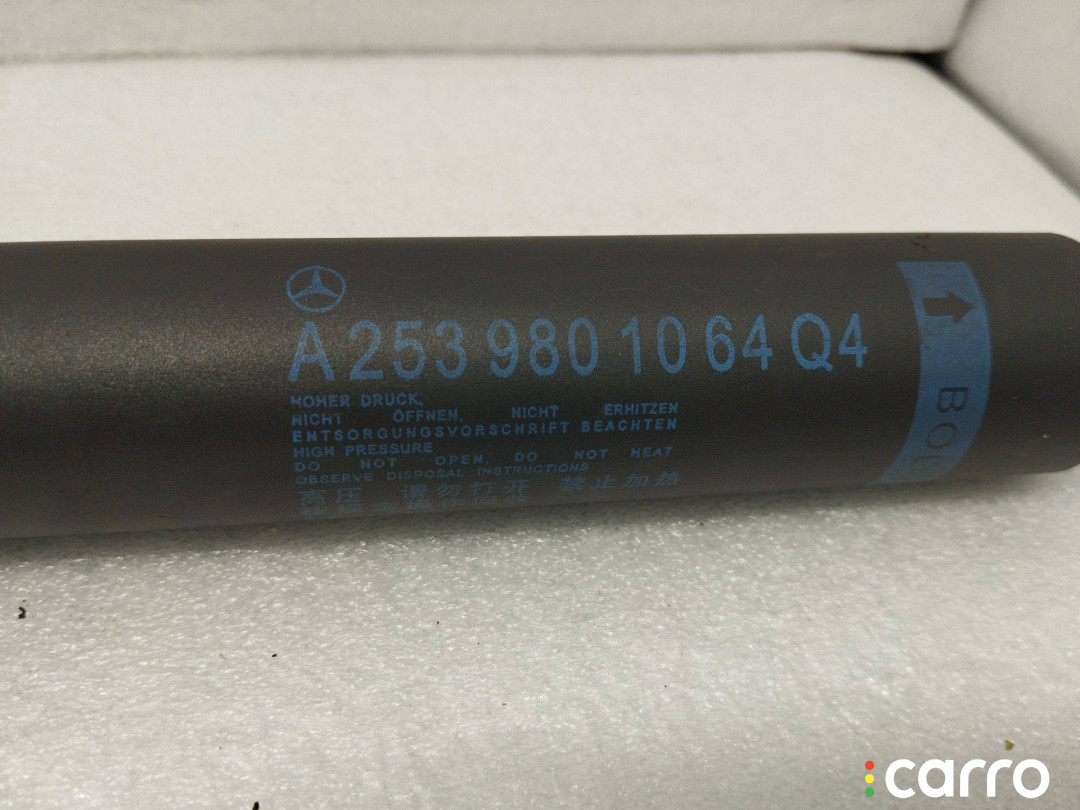 A 253 980 10 64 Q4
HOHER DRUCK,
NICHT ÖFFNEN, NICHT ERHITZEN
ENTSORGUNGSVORSCHRIFT BEACHTEN
HIGH PRESSURE
DO NOT OPEN, DO NOT HEAT
OBSERVE DISPOSAL INSTRUCTIONS
高压 请勿打开 禁止加热
carro